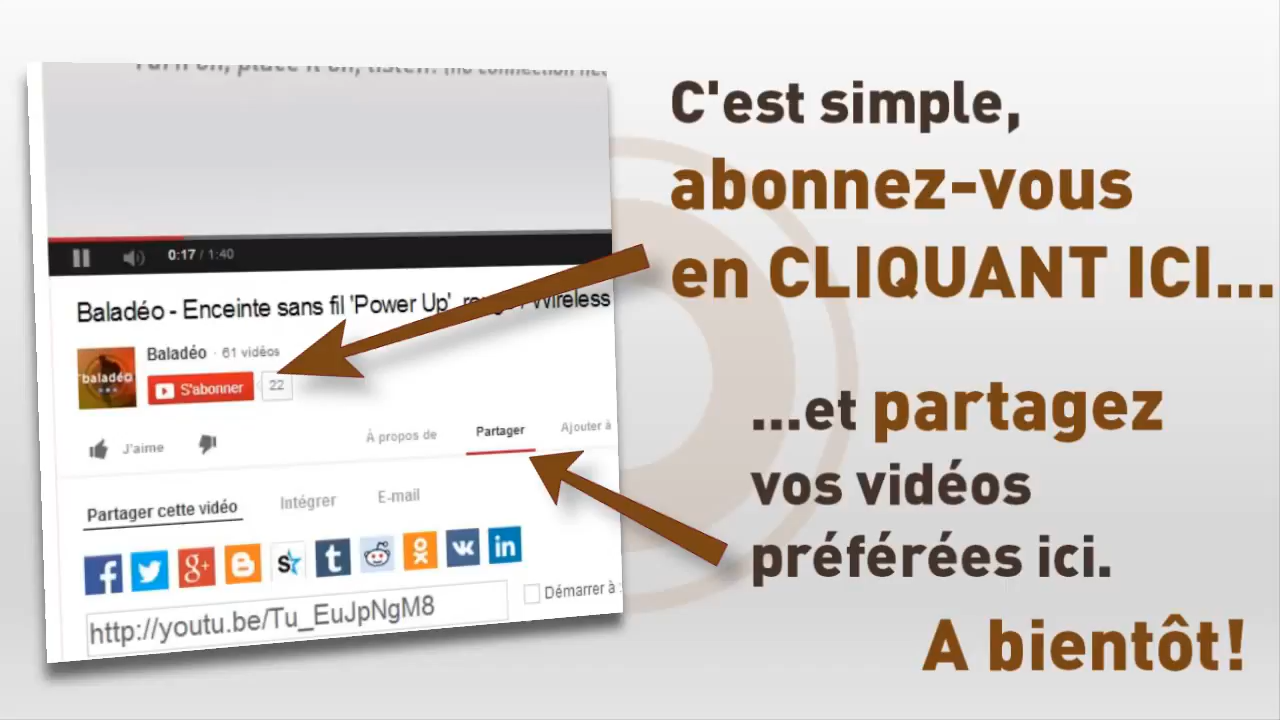 C'est simple,
abonnez-vous
en CLIQUANT ICI...
...et partagez
vos vidéos
préférées ici.
A bientôt!
0:17 / 1:40
Baladéo - Enceinte sans fil 'Power Up' Wireless
baladéo
Baladéo · 61 vidéos
S'abonner 22
J'aime
À propos de Partager Ajouter à
Partager cette vidéo Intégrer E-mail
http://youtu.be/Tu_EuJpNgM8
Démarrer à :